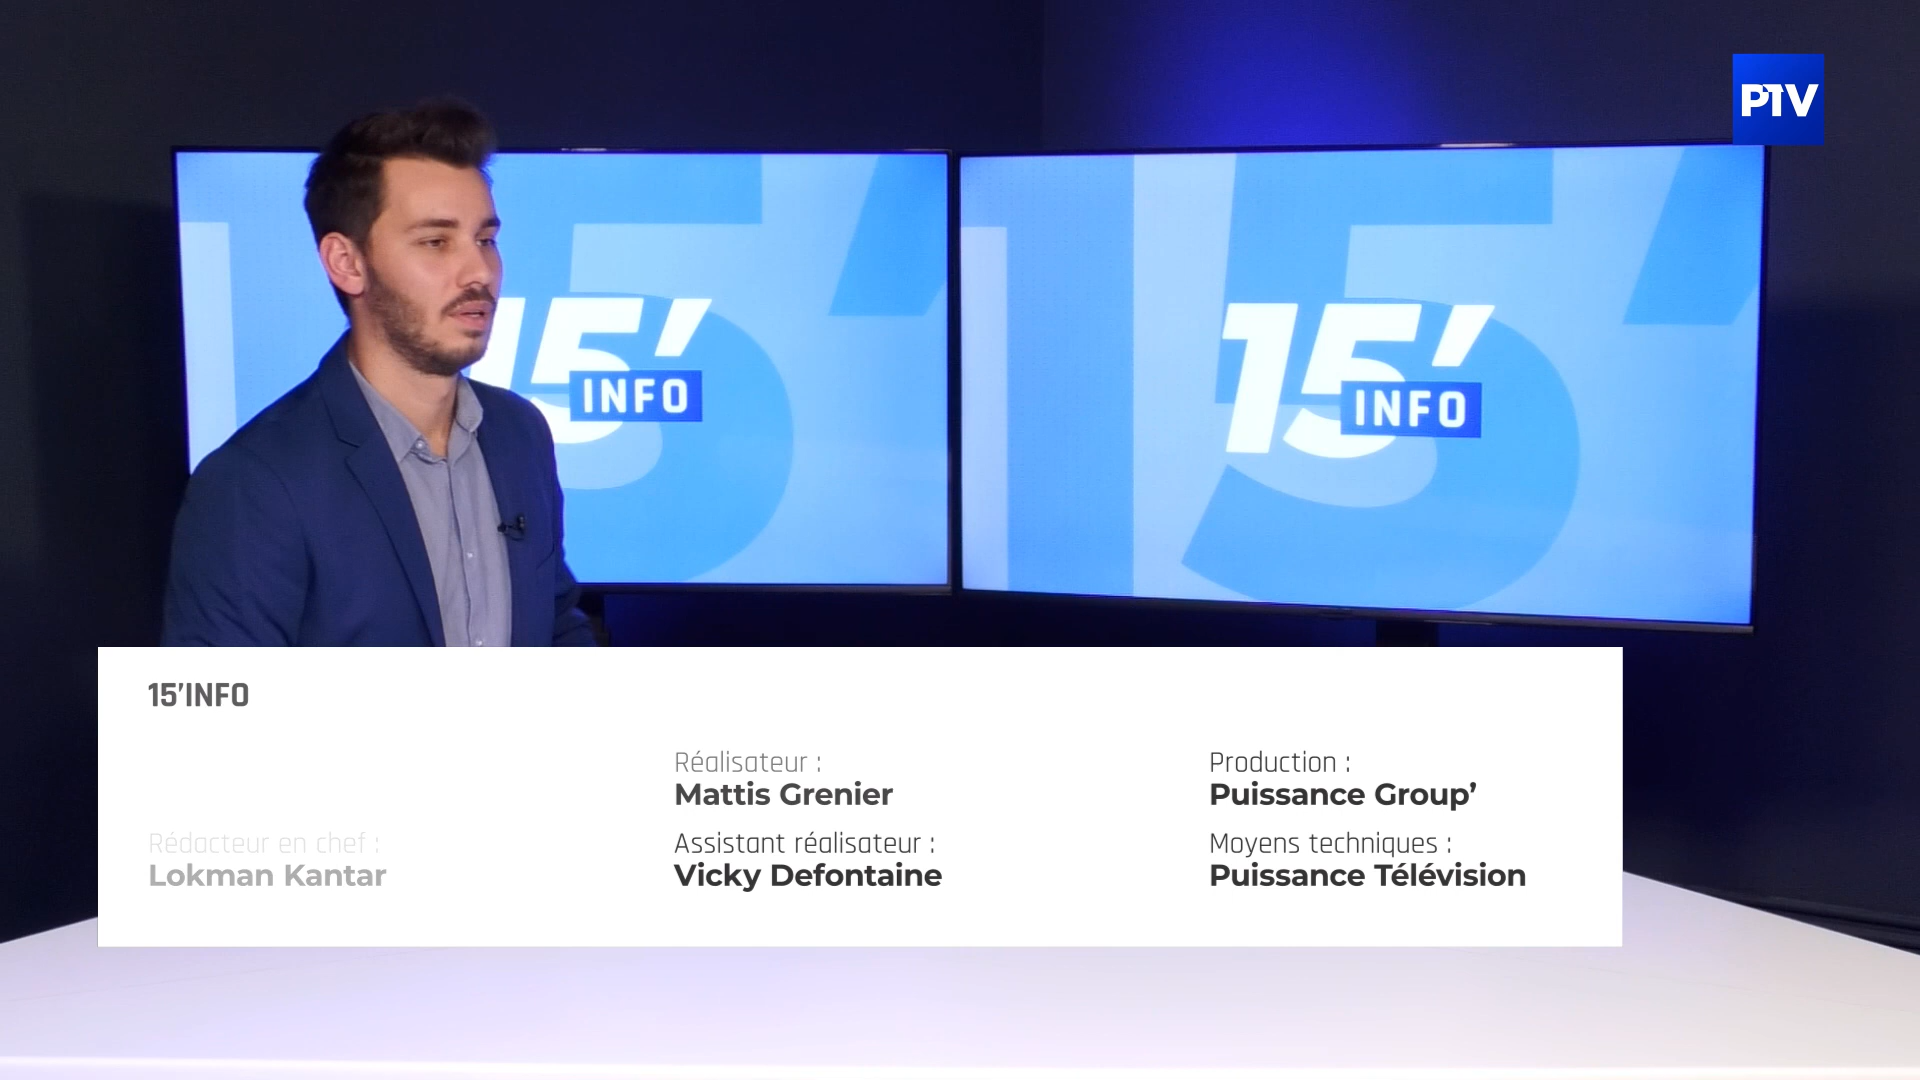 PTV
15'
INFO
15'
INFO
15'INFO
Réalisateur :
Mattis Grenier
Production :
Puissance Group'
Rédacteur en chef :
Lokman Kantar
Assistant réalisateur :
Vicky Defontaine
Moyens techniques :
Puissance Télévision